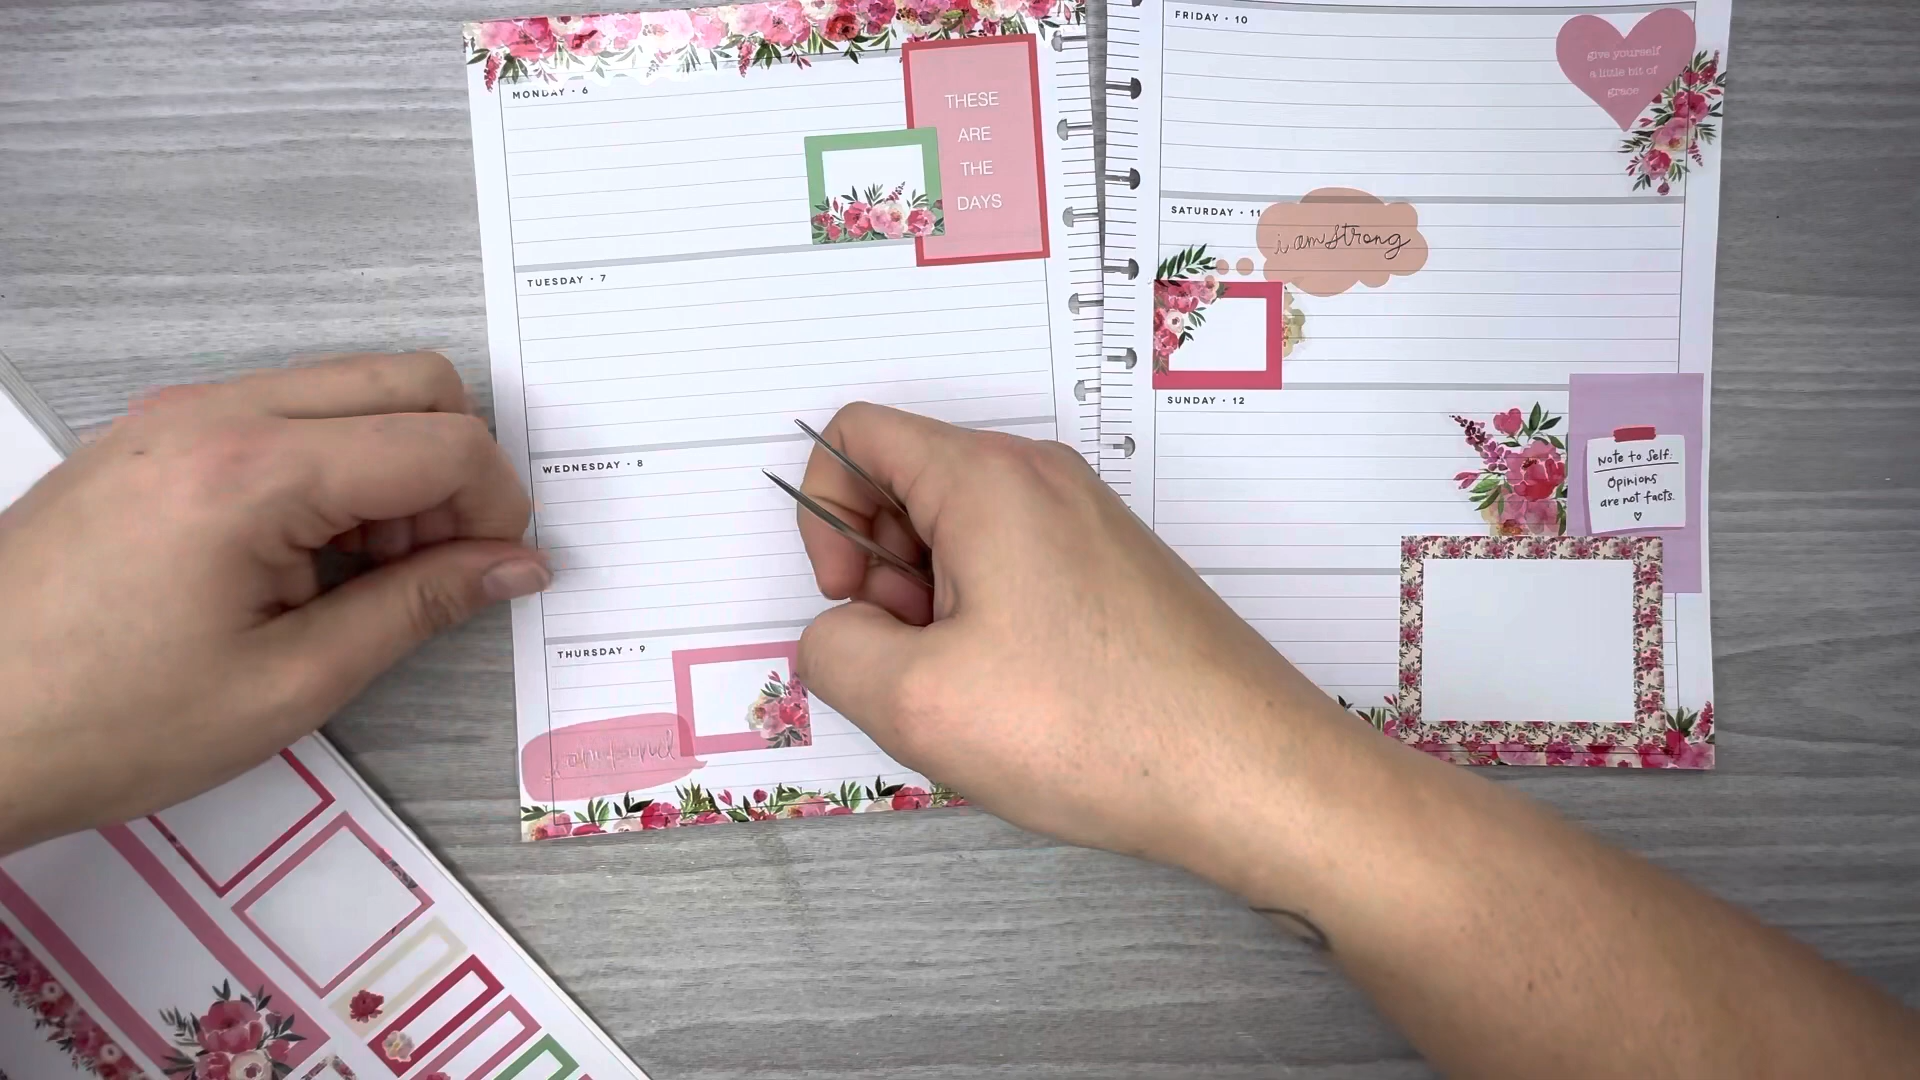 MONDAY • 6
THESE
ARE
THE
DAYS
TUESDAY • 7
WEDNESDAY • 8
THURSDAY • 9
FRIDAY • 10
give yourself
a little bit of
grace
SATURDAY • 11
i am strong
SUNDAY • 12
Note to Self:
Opinions
are not facts.